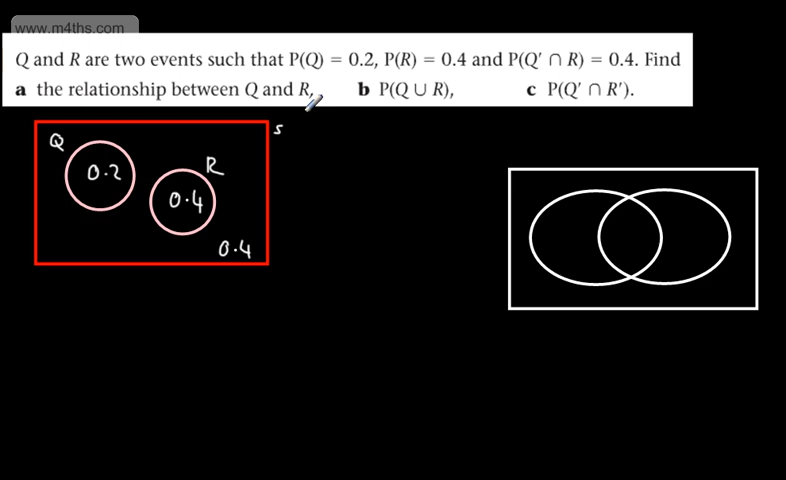 www.m4ths.com
Q and R are two events such that P(Q) = 0.2, P(R) = 0.4 and P(Q′ ∩ R) = 0.4. Find
a the relationship between Q and R, b P(Q ∪ R), c P(Q′ ∩ R′).
S
Q
R
0.2
0.4
0.4